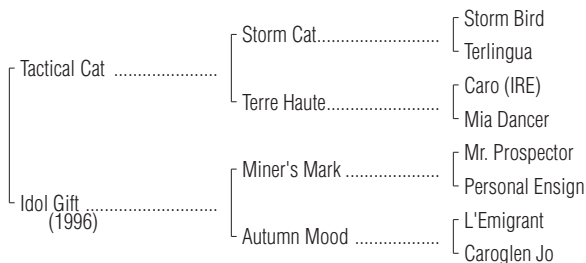 Storm Bird
Storm Cat..................................
Terlingua
Tactical Cat ............................
Caro (IRE)
Terre Haute................................
Mia Dancer
Mr. Prospector
Miner's Mark ............................
Personal Ensign
Idol Gift ...................................
(1996)
L'Emigrant
Autumn Mood ........................
Caroglen Jo